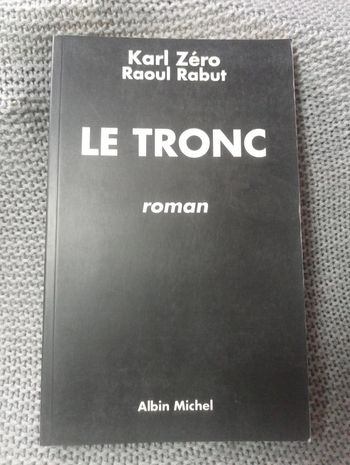 Karl Zéro
Raoul Rabut
LE TRONC
roman
Albin Michel